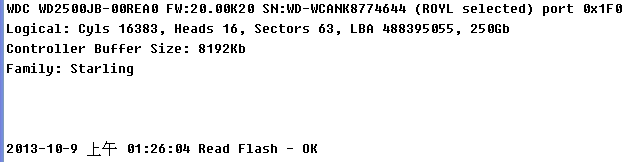 WDC WD2500JB-00REA0 FW:20.00K20 SN:WD-WCANK8774644 (ROYL selected) port 0x1F0
Logical: Cyls 16383, Heads 16, Sectors 63, LBA 488395055, 250Gb
Controller Buffer Size: 8192Kb
Family: Starling
2013-10-9 上午 01:26:04 Read Flash - OK